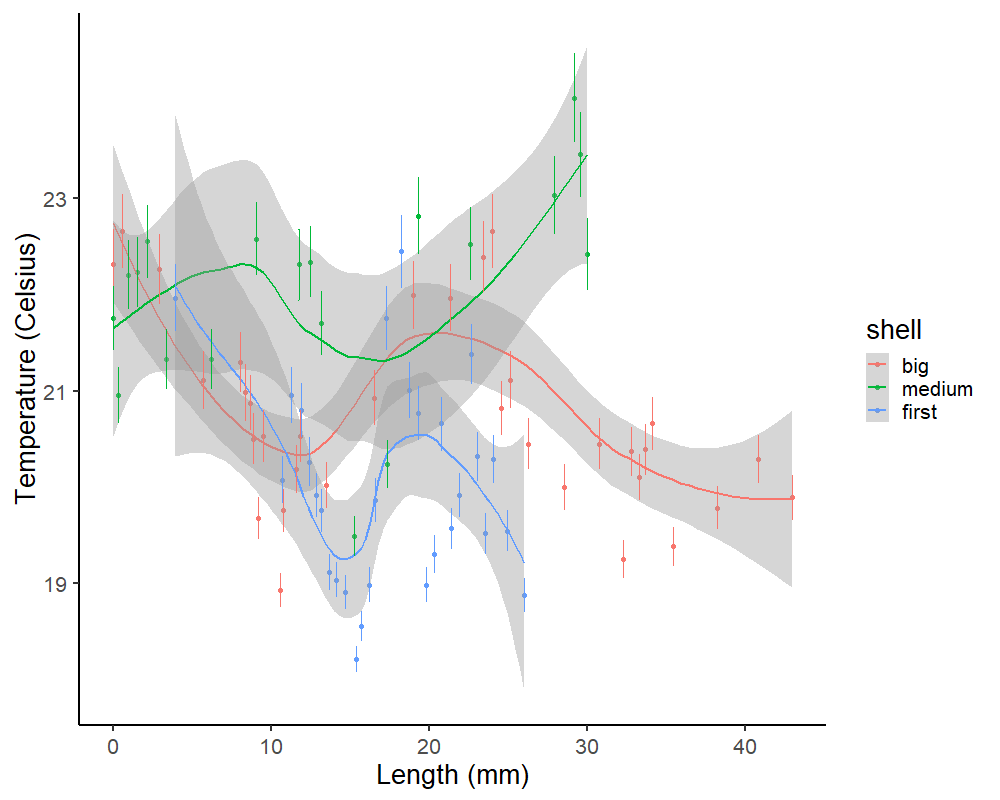 Temperature (Celsius)
23
21
19
0 10 20 30 40
Length (mm)
shell
big
medium
first